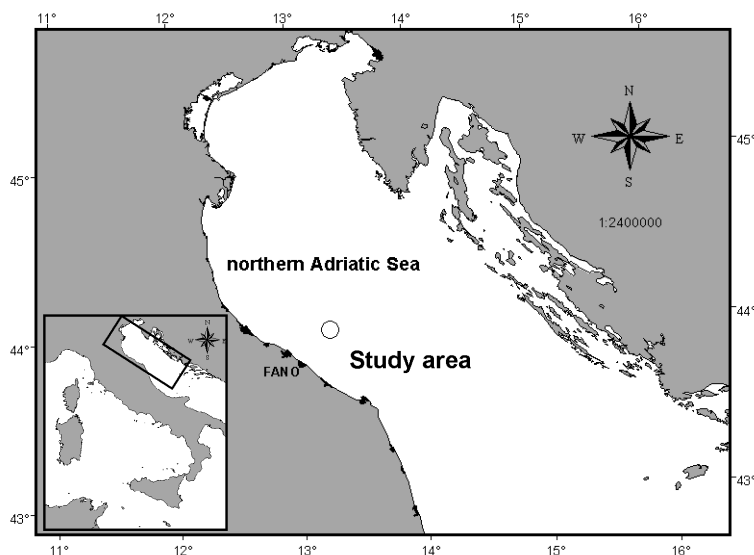 11° 12° 13° 14° 15° 16°
N
W E
S
45° 45°
1:2400000
northern Adriatic Sea
44° 44°
Study area
FANO
N
W E
S
43° 43°
11° 12° 13° 14° 15° 16°